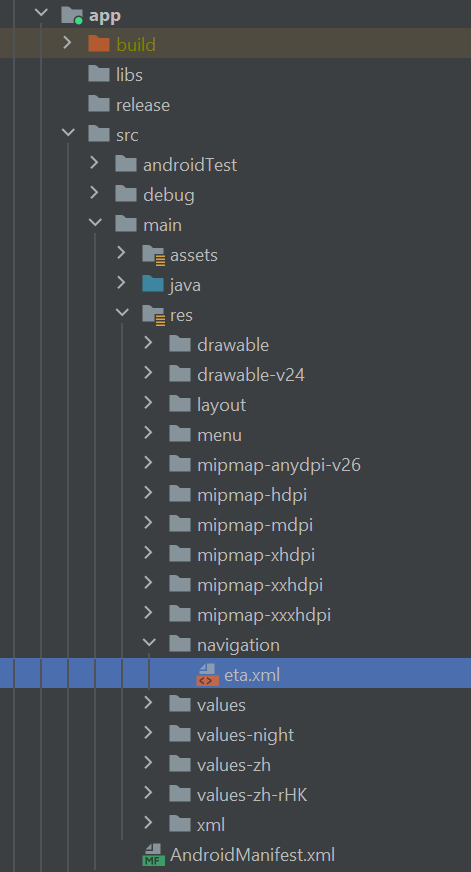 app
build
libs
release
src
androidTest
debug
main
assets
java
res
drawable
drawable-v24
layout
menu
mipmap-anydpi-v26
mipmap-hdpi
mipmap-mdpi
mipmap-xhdpi
mipmap-xxhdpi
mipmap-xxxhdpi
navigation
eta.xml
values
values-night
values-zh
values-zh-rHK
xml
MF AndroidManifest.xml